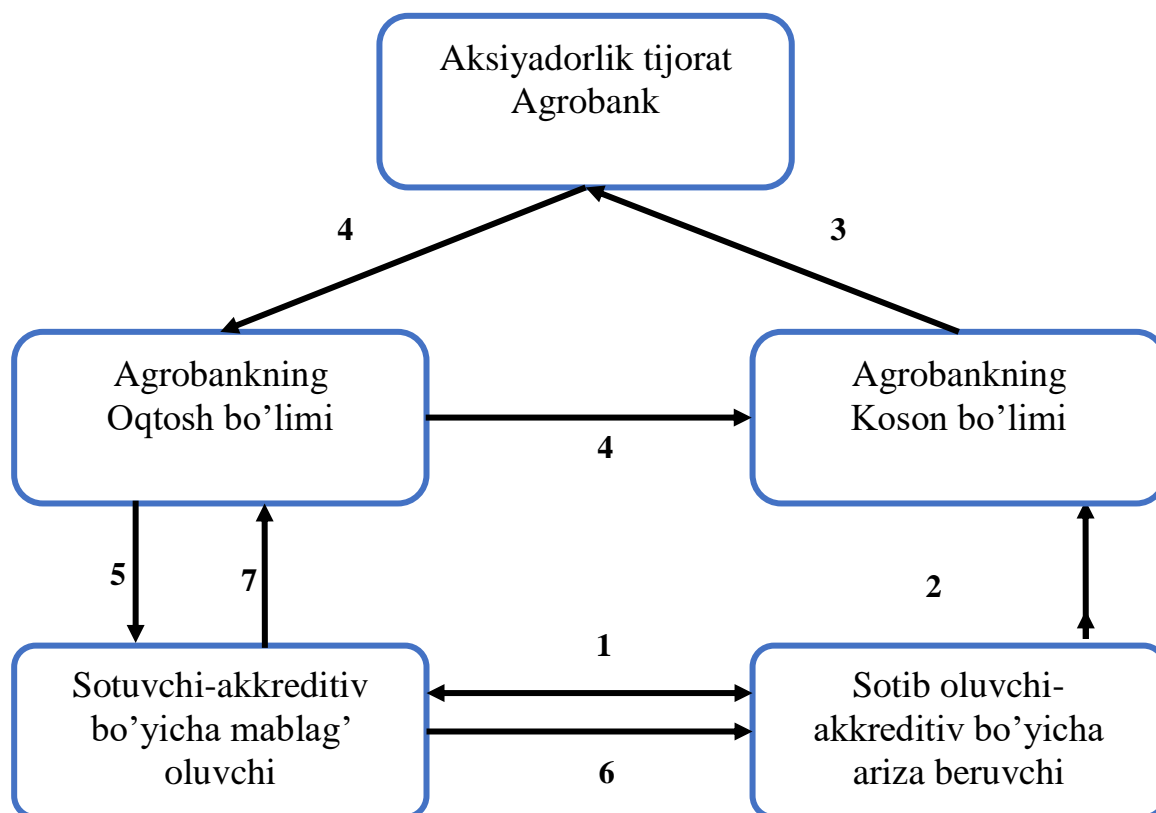 Aksiyadorlik tijorat
Agrobank
4
3
Agrobankning
Oqtosh bo’limi
Agrobankning
Koson bo’limi
4
5
7
2
1
Sotuvchi-akkreditiv
bo’yicha mablag’
oluvchi
Sotib oluvchi-
akkreditiv bo’yicha
ariza beruvchi
6